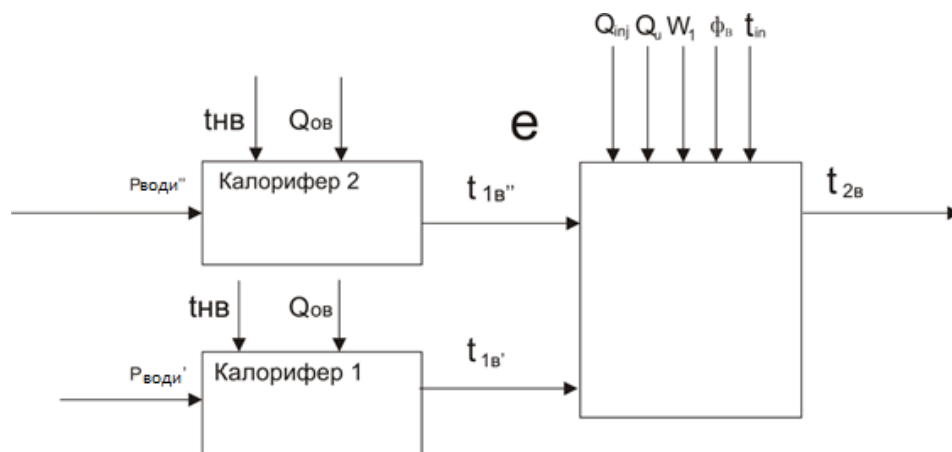 Qinj Qu W1 ϕв tin
tнв Qов
e
Pводи'' Калорифер 2 t1в'' t2в
tнв Qов
Pводи' Калорифер 1 t1в'